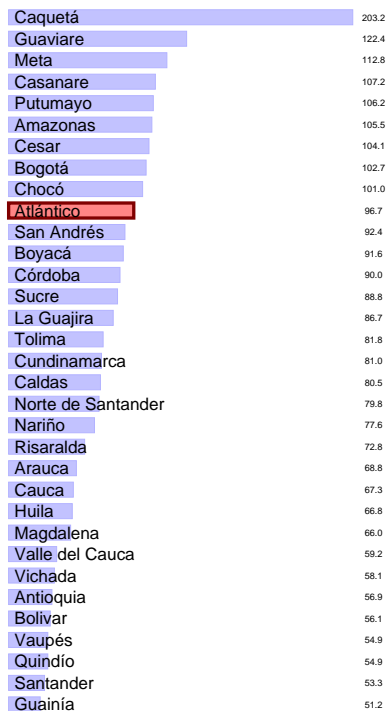 Caquetá 203.2
Guaviare 122.4
Meta 112.8
Casanare 107.2
Putumayo 106.2
Amazonas 105.5
Cesar 104.1
Bogotá 102.7
Chocó 101.0
Atlántico 96.7
San Andrés 92.4
Boyacá 91.6
Córdoba 90.0
Sucre 88.8
La Guajira 86.7
Tolima 81.8
Cundinamarca 81.0
Caldas 80.5
Norte de Santander 79.8
Nariño 77.6
Risaralda 72.8
Arauca 68.8
Cauca 67.3
Huila 66.8
Magdalena 66.0
Valle del Cauca 59.2
Vichada 58.1
Antioquia 56.9
Bolivar 56.1
Vaupés 54.9
Quindío 54.9
Santander 53.3
Guainía 51.2